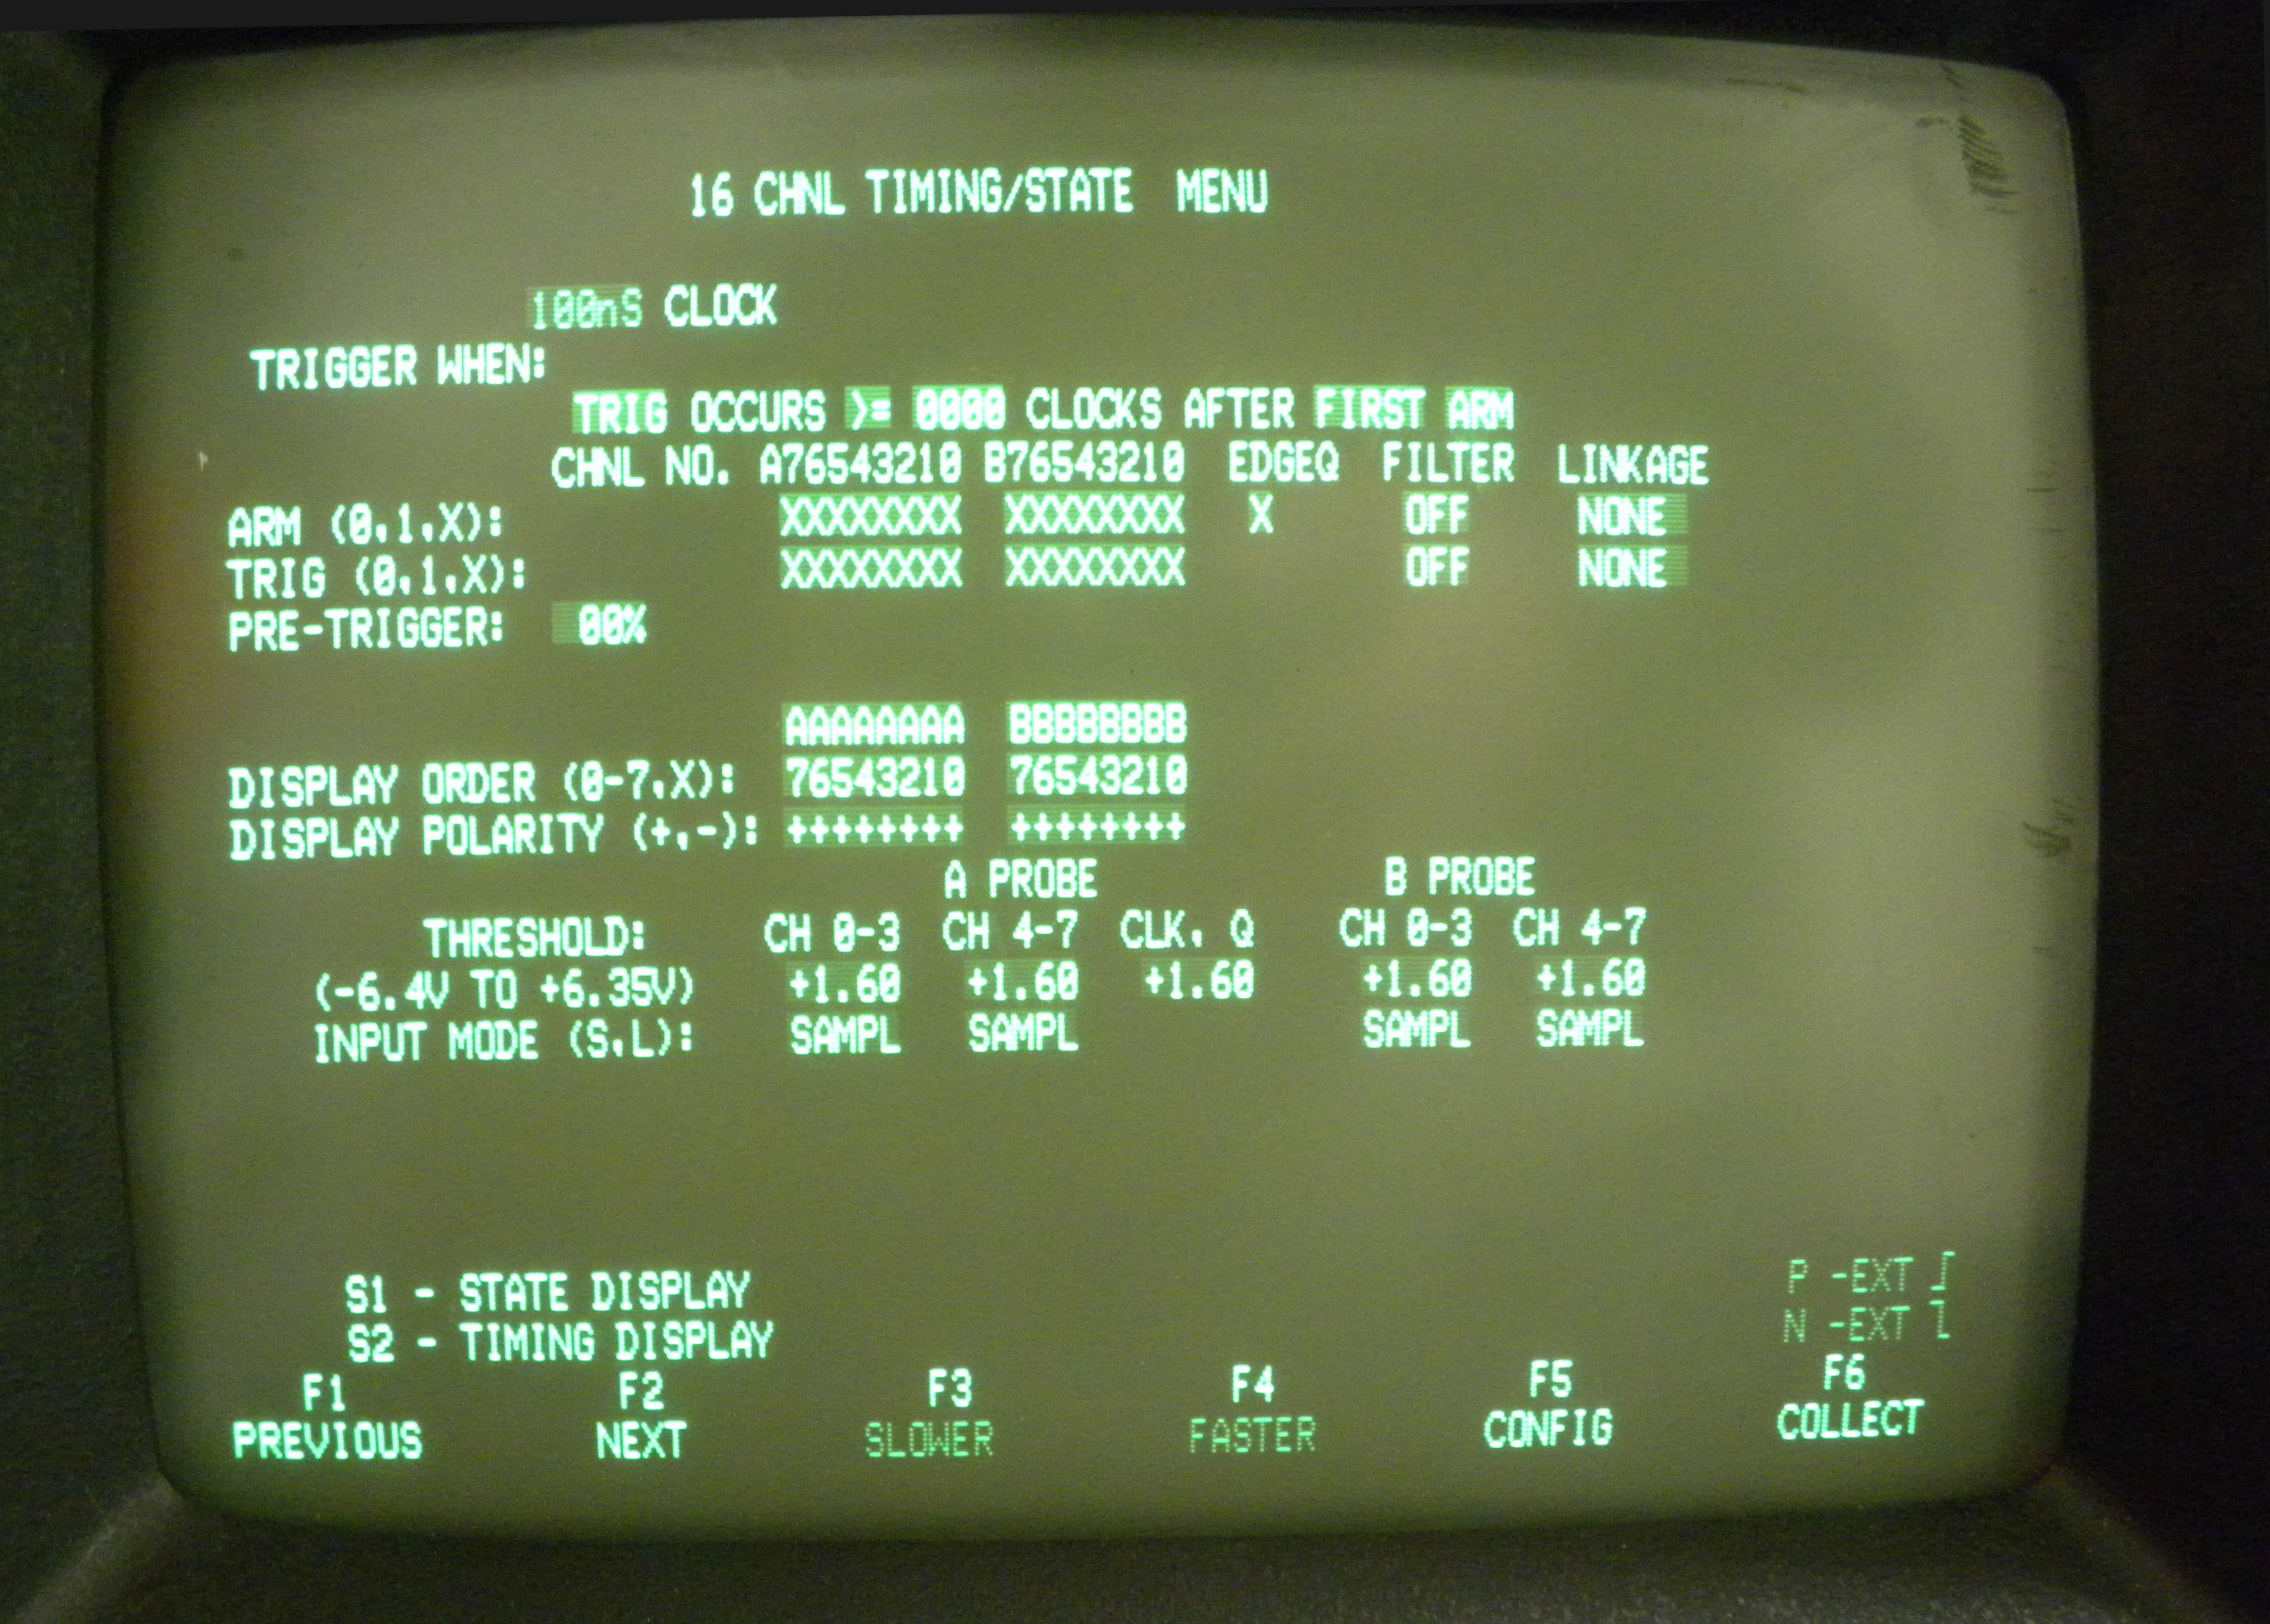 16 CHNL TIMING/STATE MENU
100nS CLOCK
TRIGGER WHEN:
TRIG OCCURS >= 0000 CLOCKS AFTER FIRST ARM
CHNL NO. A76543210 B76543210 EDGEQ FILTER LINKAGE
ARM (0,1,X): XXXXXXXX XXXXXXXX X OFF NONE
TRIG (0,1,X): XXXXXXXX XXXXXXXX OFF NONE
PRE-TRIGGER: 00%
AAAAAAAA BBBBBBBB
DISPLAY ORDER (0-7,X): 76543210 76543210
DISPLAY POLARITY (+,-): ++++++++ ++++++++
A PROBE B PROBE
THRESHOLD: CH 0-3 CH 4-7 CLK, Q CH 0-3 CH 4-7
(-6.4V TO +6.35V) +1.60 +1.60 +1.60 +1.60 +1.60
INPUT MODE (S,L): SAMPL SAMPL SAMPL SAMPL
P -EXT ⎦
N -EXT ⎤
S1 - STATE DISPLAY
S2 - TIMING DISPLAY
F1 F2 F3 F4 F5 F6
PREVIOUS NEXT SLOWER FASTER CONFIG COLLECT